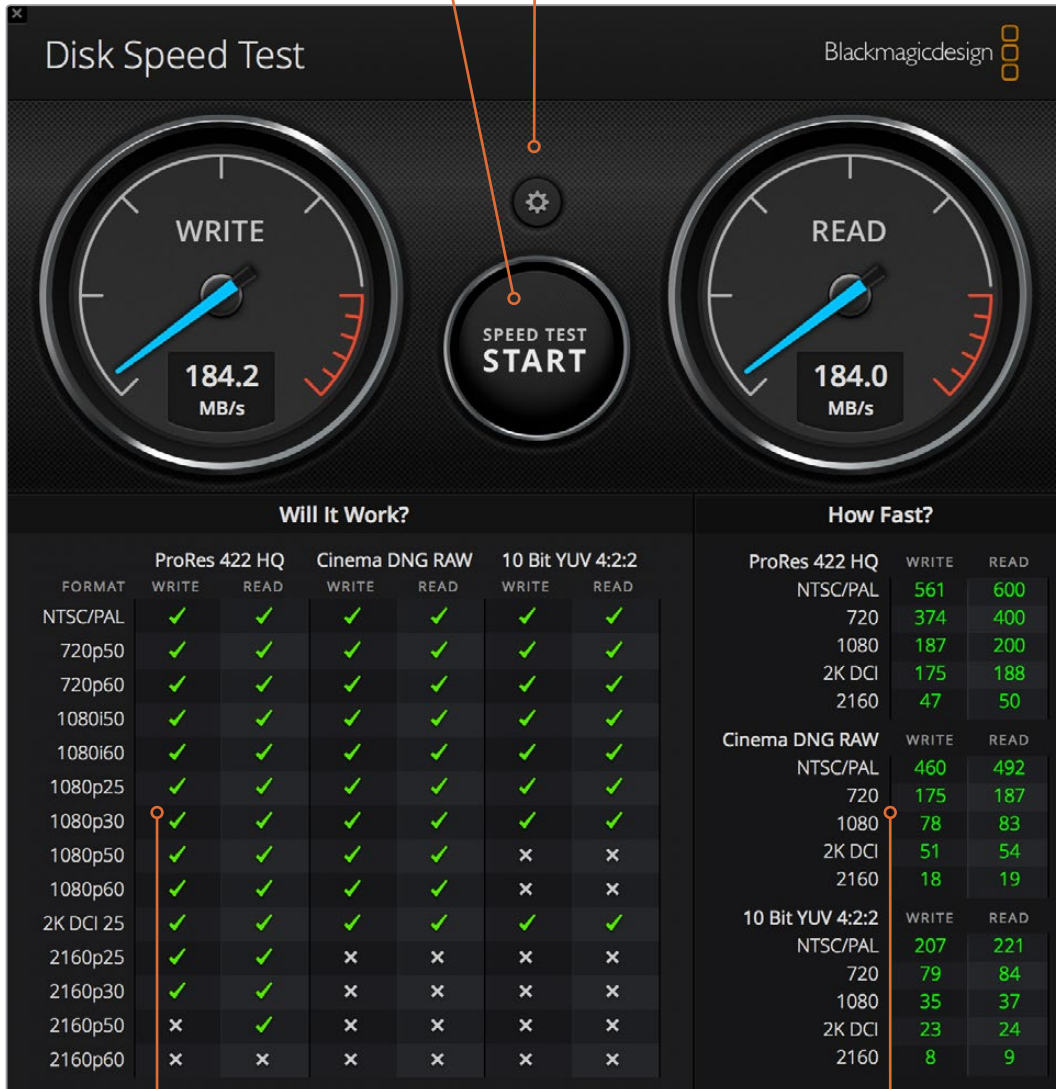 Disk Speed Test
Blackmagicdesign
WRITE
184.2
MB/s
SPEED TEST
START
READ
184.0
MB/s
Will It Work?
ProRes 422 HQ Cinema DNG RAW 10 Bit YUV 4:2:2
FORMAT WRITE READ WRITE READ WRITE READ
NTSC/PAL ✓ ✓ ✓ ✓ ✓ ✓
720p50 ✓ ✓ ✓ ✓ ✓ ✓
720p60 ✓ ✓ ✓ ✓ ✓ ✓
1080i50 ✓ ✓ ✓ ✓ ✓ ✓
1080i60 ✓ ✓ ✓ ✓ ✓ ✓
1080p25 ✓ ✓ ✓ ✓ ✓ ✓
1080p30 ✓ ✓ ✓ ✓ ✓ ✓
1080p50 ✓ ✓ ✓ ✓ × ×
1080p60 ✓ ✓ ✓ ✓ × ×
2K DCI 25 ✓ ✓ ✓ ✓ ✓ ✓
2160p25 ✓ ✓ × × × ×
2160p30 ✓ ✓ × × × ×
2160p50 × ✓ × × × ×
2160p60 × × × × × ×
How Fast?
ProRes 422 HQ WRITE READ
NTSC/PAL 561 600
720 374 400
1080 187 200
2K DCI 175 188
2160 47 50
Cinema DNG RAW WRITE READ
NTSC/PAL 460 492
720 175 187
1080 78 83
2K DCI 51 54
2160 18 19
10 Bit YUV 4:2:2 WRITE READ
NTSC/PAL 207 221
720 79 84
1080 35 37
2K DCI 23 24
2160 8 9